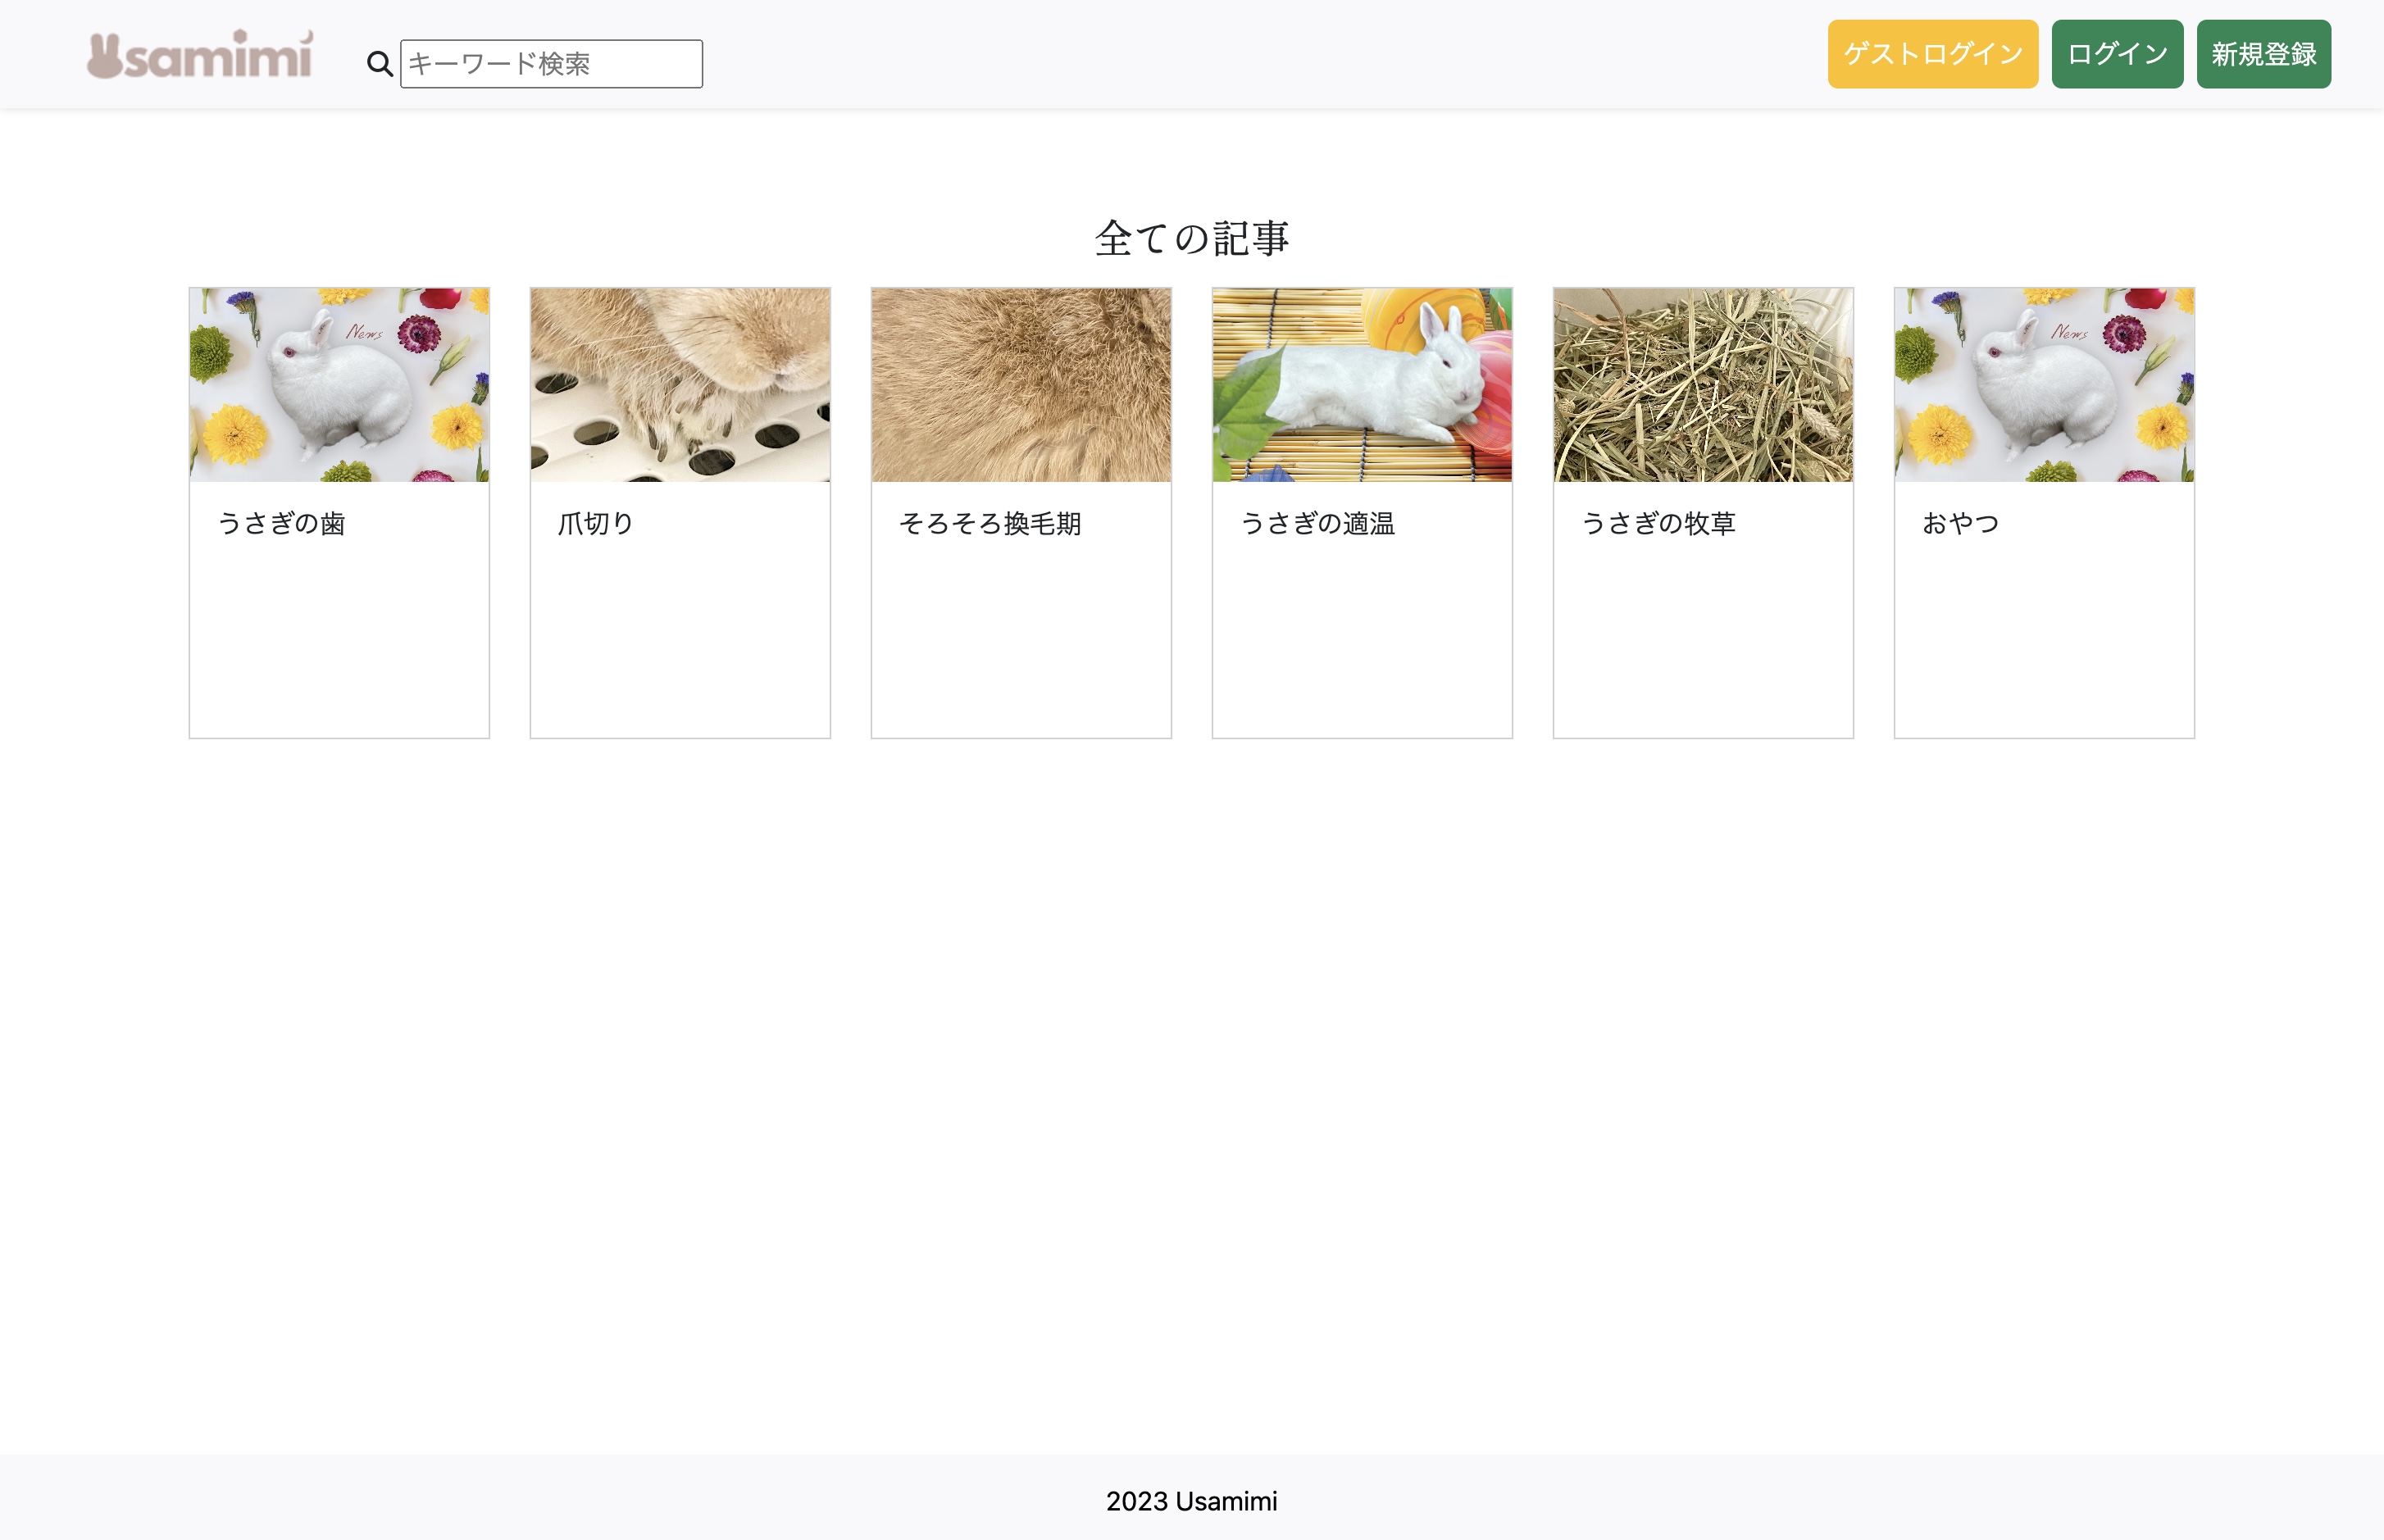 Usamimi
キーワード検索
ゲストログイン
ログイン
新規登録
全ての記事
News
News
うさぎの歯
爪切り
そろそろ換毛期
うさぎの適温
うさぎの牧草
おやつ
2023 Usamimi